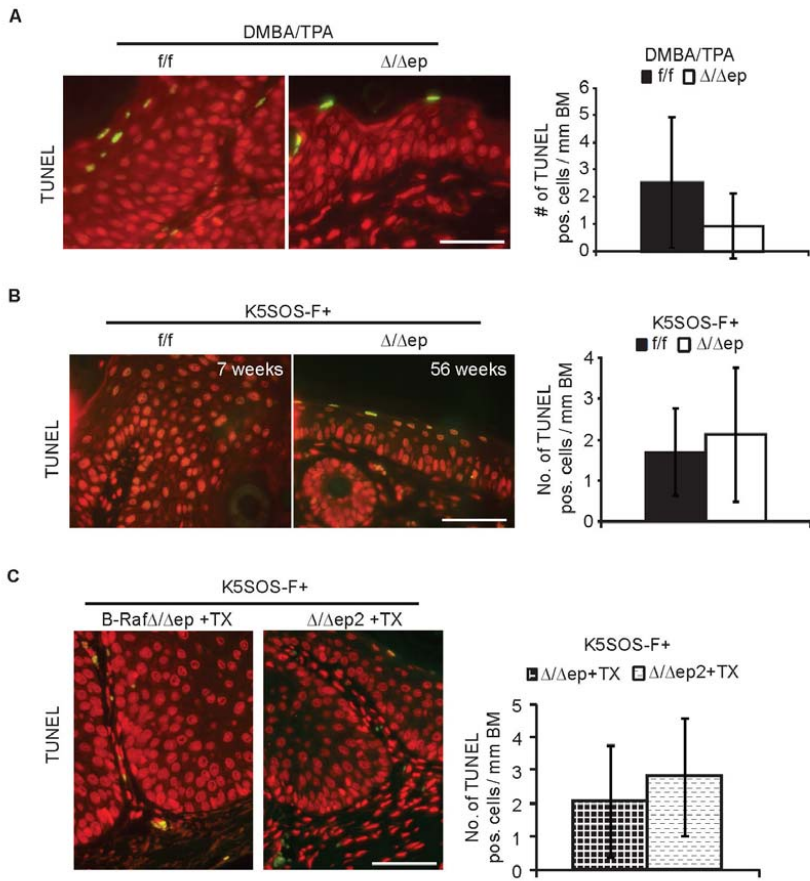 A
DMBA/TPA
f/f
Δ/Δep
TUNEL
DMBA/TPA
f/f Δ/Δep
# of TUNEL
pos. cells / mm BM
6
5
4
3
2
1
0
B
K5SOS-F+
f/f
Δ/Δep
7 weeks
56 weeks
TUNEL
K5SOS-F+
f/f Δ/Δep
No. of TUNEL
pos. cells / mm BM
4
3
2
1
0
C
K5SOS-F+
B-RafΔ/Δep +TX
Δ/Δep2 +TX
TUNEL
K5SOS-F+
Δ/Δep+TX Δ/Δep2+TX
No. of TUNEL
pos. cells / mm BM
5
4
3
2
1
0